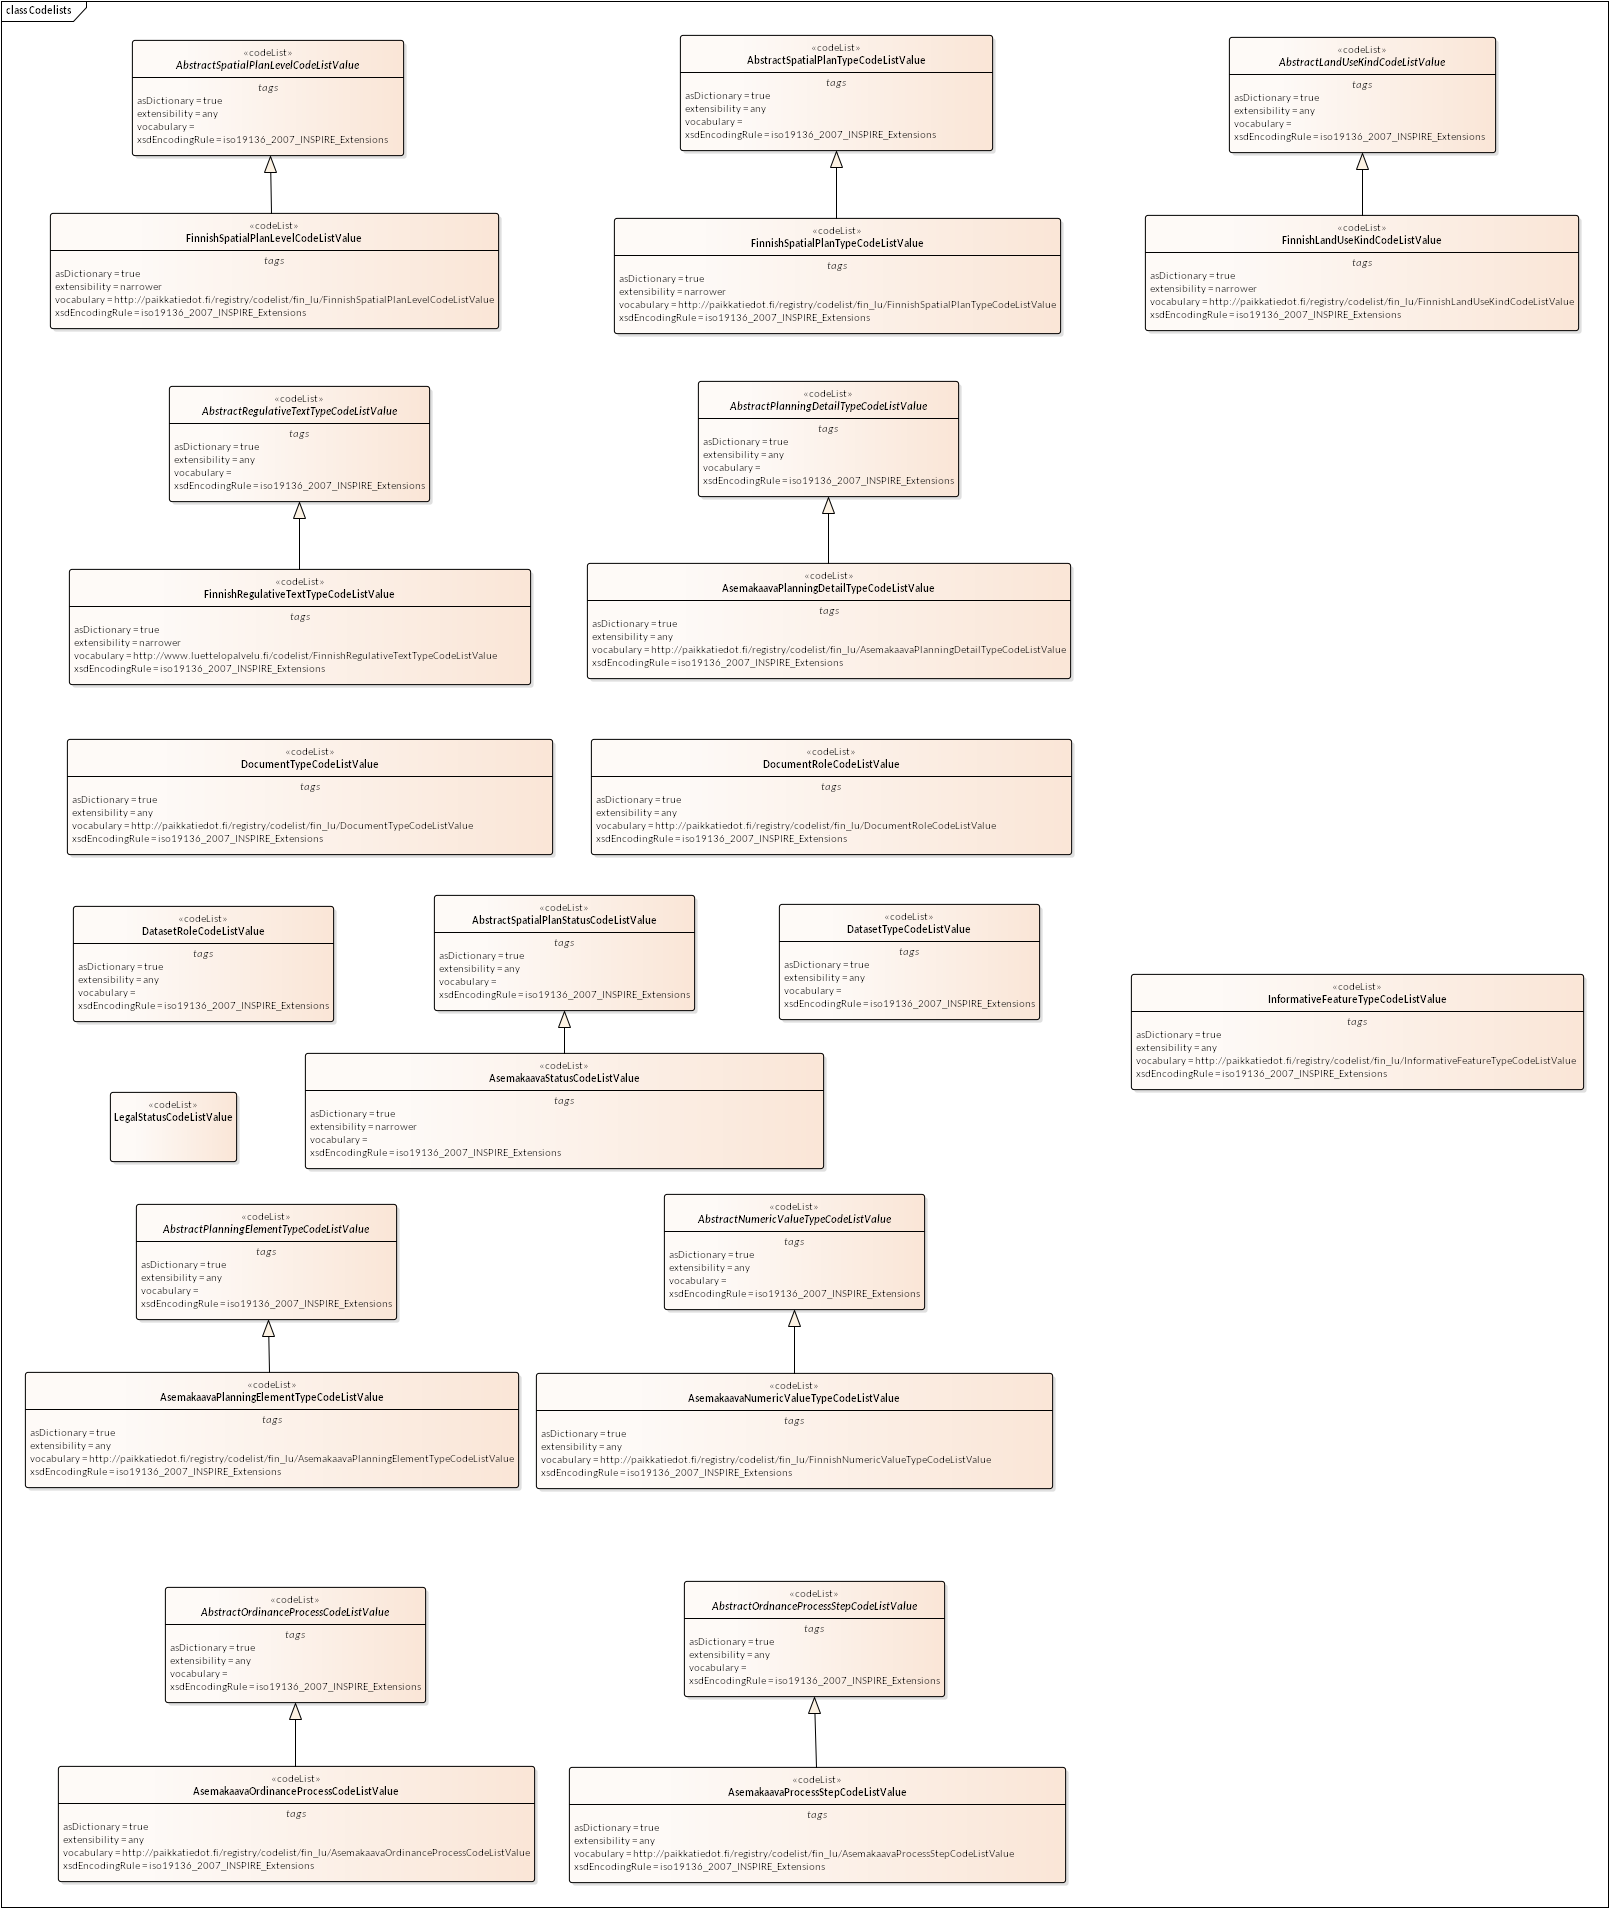 class Codelists
«codeList»
AbstractSpatialPlanLevelCodeListValue
tags
asDictionary = true
extensibility = any
vocabulary =
xsdEncodingRule = iso19136_2007_INSPIRE_Extensions
«codeList»
AbstractSpatialPlanTypeCodeListValue
tags
asDictionary = true
extensibility = any
vocabulary =
xsdEncodingRule = iso19136_2007_INSPIRE_Extensions
«codeList»
AbstractLandUseKindCodeListValue
tags
asDictionary = true
extensibility = any
vocabulary =
xsdEncodingRule = iso19136_2007_INSPIRE_Extensions
«codeList»
FinnishSpatialPlanLevelCodeListValue
tags
asDictionary = true
extensibility = narrower
vocabulary = http://paikkatiedot.fi/registry/codelist/fin_lu/FinnishSpatialPlanLevelCodeListValue
xsdEncodingRule = iso19136_2007_INSPIRE_Extensions
«codeList»
FinnishSpatialPlanTypeCodeListValue
tags
asDictionary = true
extensibility = narrower
vocabulary = http://paikkatiedot.fi/registry/codelist/fin_lu/FinnishSpatialPlanTypeCodeListValue
xsdEncodingRule = iso19136_2007_INSPIRE_Extensions
«codeList»
FinnishLandUseKindCodeListValue
tags
asDictionary = true
extensibility = narrower
vocabulary = http://paikkatiedot.fi/registry/codelist/fin_lu/FinnishLandUseKindCodeListValue
xsdEncodingRule = iso19136_2007_INSPIRE_Extensions
«codeList»
AbstractRegulativeTextTypeCodeListValue
tags
asDictionary = true
extensibility = any
vocabulary =
xsdEncodingRule = iso19136_2007_INSPIRE_Extensions
«codeList»
AbstractPlanningDetailTypeCodeListValue
tags
asDictionary = true
extensibility = any
vocabulary =
xsdEncodingRule = iso19136_2007_INSPIRE_Extensions
«codeList»
FinnishRegulativeTextTypeCodeListValue
tags
asDictionary = true
extensibility = narrower
vocabulary = http://www.luettelopalvelu.fi/codelist/FinnishRegulativeTextTypeCodeListValue
xsdEncodingRule = iso19136_2007_INSPIRE_Extensions
«codeList»
AsemakaavaPlanningDetailTypeCodeListValue
tags
asDictionary = true
extensibility = any
vocabulary = http://paikkatiedot.fi/registry/codelist/fin_lu/AsemakaavaPlanningDetailTypeCodeListValue
xsdEncodingRule = iso19136_2007_INSPIRE_Extensions
«codeList»
DocumentTypeCodeListValue
tags
asDictionary = true
extensibility = any
vocabulary = http://paikkatiedot.fi/registry/codelist/fin_lu/DocumentTypeCodeListValue
xsdEncodingRule = iso19136_2007_INSPIRE_Extensions
«codeList»
DocumentRoleCodeListValue
tags
asDictionary = true
extensibility = any
vocabulary = http://paikkatiedot.fi/registry/codelist/fin_lu/DocumentRoleCodeListValue
xsdEncodingRule = iso19136_2007_INSPIRE_Extensions
«codeList»
DatasetRoleCodeListValue
tags
asDictionary = true
extensibility = any
vocabulary =
xsdEncodingRule = iso19136_2007_INSPIRE_Extensions
«codeList»
AbstractSpatialPlanStatusCodeListValue
tags
asDictionary = true
extensibility = any
vocabulary =
xsdEncodingRule = iso19136_2007_INSPIRE_Extensions
«codeList»
DatasetTypeCodeListValue
tags
asDictionary = true
extensibility = any
vocabulary =
xsdEncodingRule = iso19136_2007_INSPIRE_Extensions
«codeList»
InformativeFeatureTypeCodeListValue
tags
asDictionary = true
extensibility = any
vocabulary = http://paikkatiedot.fi/registry/codelist/fin_lu/InformativeFeatureTypeCodeListValue
xsdEncodingRule = iso19136_2007_INSPIRE_Extensions
«codeList»
LegalStatusCodeListValue
«codeList»
AsemakaavaStatusCodeListValue
tags
asDictionary = true
extensibility = narrower
vocabulary =
xsdEncodingRule = iso19136_2007_INSPIRE_Extensions
«codeList»
AbstractPlanningElementTypeCodeListValue
tags
asDictionary = true
extensibility = any
vocabulary =
xsdEncodingRule = iso19136_2007_INSPIRE_Extensions
«codeList»
AbstractNumericValueTypeCodeListValue
tags
asDictionary = true
extensibility = any
vocabulary =
xsdEncodingRule = iso19136_2007_INSPIRE_Extensions
«codeList»
AsemakaavaPlanningElementTypeCodeListValue
tags
asDictionary = true
extensibility = any
vocabulary = http://paikkatiedot.fi/registry/codelist/fin_lu/AsemakaavaPlanningElementTypeCodeListValue
xsdEncodingRule = iso19136_2007_INSPIRE_Extensions
«codeList»
AsemakaavaNumericValueTypeCodeListValue
tags
asDictionary = true
extensibility = any
vocabulary = http://paikkatiedot.fi/registry/codelist/fin_lu/FinnishNumericValueTypeCodeListValue
xsdEncodingRule = iso19136_2007_INSPIRE_Extensions
«codeList»
AbstractOrdinanceProcessCodeListValue
tags
asDictionary = true
extensibility = any
vocabulary =
xsdEncodingRule = iso19136_2007_INSPIRE_Extensions
«codeList»
AbstractOrdnanceProcessStepCodeListValue
tags
asDictionary = true
extensibility = any
vocabulary =
xsdEncodingRule = iso19136_2007_INSPIRE_Extensions
«codeList»
AsemakaavaOrdinanceProcessCodeListValue
tags
asDictionary = true
extensibility = any
vocabulary = http://paikkatiedot.fi/registry/codelist/fin_lu/AsemakaavaOrdinanceProcessCodeListValue
xsdEncodingRule = iso19136_2007_INSPIRE_Extensions
«codeList»
AsemakaavaProcessStepCodeListValue
tags
asDictionary = true
extensibility = any
vocabulary = http://paikkatiedot.fi/registry/codelist/fin_lu/AsemakaavaProcessStepCodeListValue
xsdEncodingRule = iso19136_2007_INSPIRE_Extensions